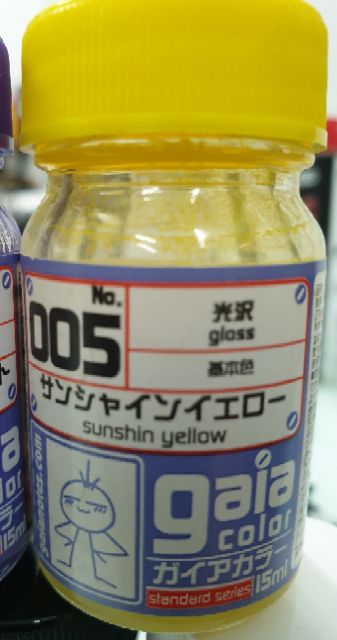 No.
005
光沢
gloss
基本色
サンシャインイエロー
sunshin yellow
gaia
color
ガイアカラー
standard series
15ml